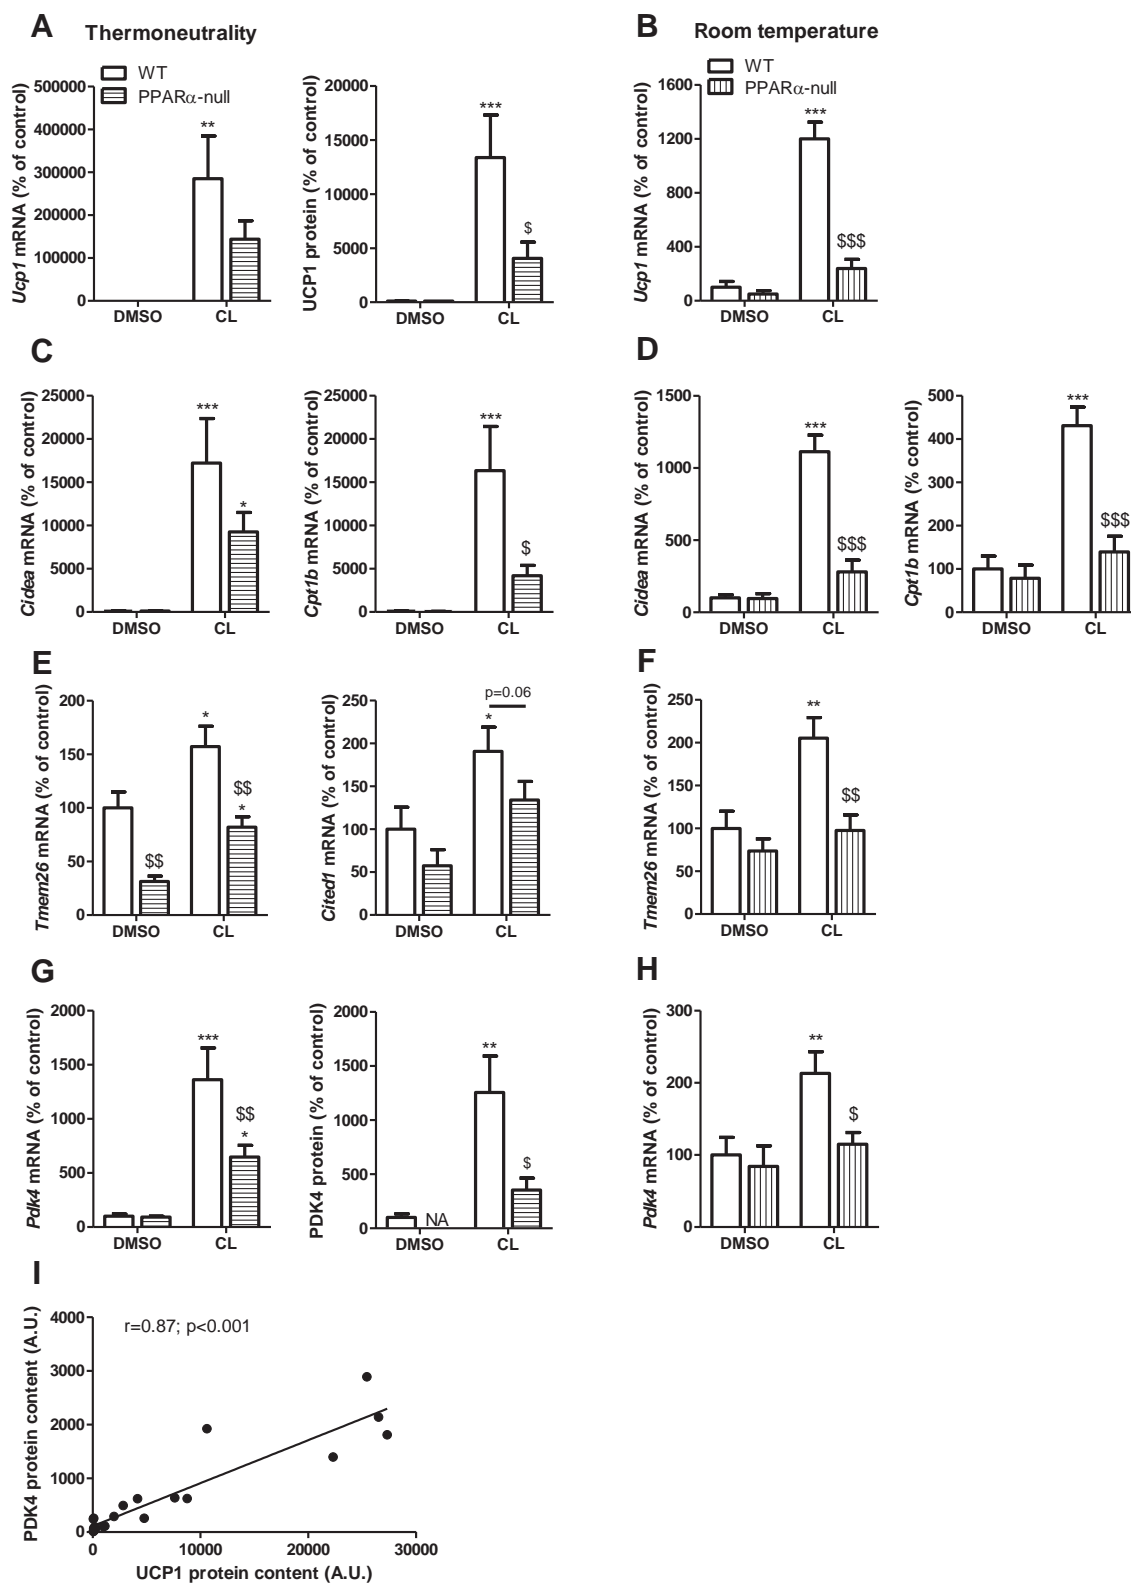 A Thermoneutrality
WT
PPARα-null
Ucp1 mRNA (% of control)
500000
400000
300000
200000
100000
0
**
DMSO CL
UCP1 protein (% of control)
20000
15000
10000
5000
0
***
$
DMSO CL
B Room temperature
WT
PPARα-null
Ucp1 mRNA (% of control)
1600
1200
800
400
0
***
$$$
DMSO CL
C
Cidea mRNA (% of control)
25000
20000
15000
10000
5000
0
***
*
DMSO CL
Cpt1b mRNA (% of control)
25000
20000
15000
10000
5000
0
***
$
DMSO CL
D
Cidea mRNA (% of control)
1500
1000
500
0
***
$$$
DMSO CL
Cpt1b mRNA (% of control)
500
400
300
200
100
0
***
$$$
DMSO CL
E
Tmem26 mRNA (% of control)
200
150
100
50
0
$$
*
$$
*
DMSO CL
Cited1 mRNA (% of control)
250
200
150
100
50
0
p=0.06
*
DMSO CL
F
Tmem26 mRNA (% of control)
250
200
150
100
50
0
**
$$
DMSO CL
G
Pdk4 mRNA (% of control)
2000
1500
1000
500
0
***
$$
*
DMSO CL
PDK4 protein (% of control)
2000
1500
1000
500
0
NA
**
$
DMSO CL
H
Pdk4 mRNA (% of control)
300
200
100
0
**
$
DMSO CL
I
PDK4 protein content (A.U.)
4000
3000
2000
1000
0
r=0.87; p<0.001
0 10000 20000 30000
UCP1 protein content (A.U.)